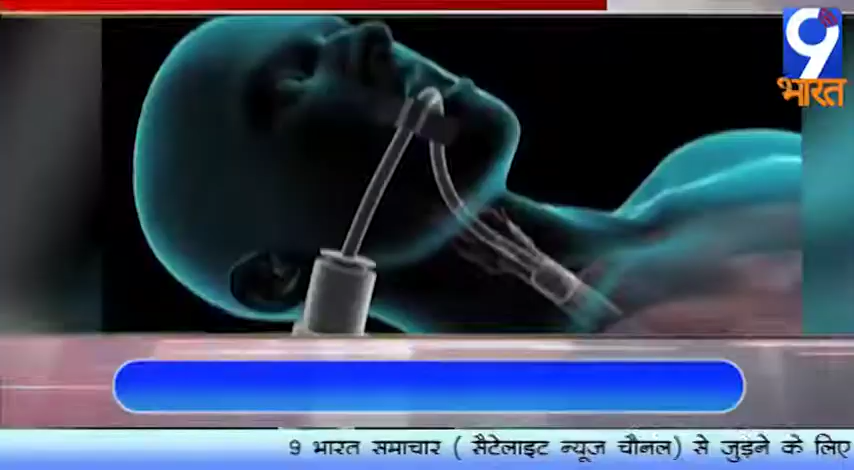 9
भारत
9 भारत समाचार ( सैटेलाइट न्यूज चौनल) से जुड़ने के लिए